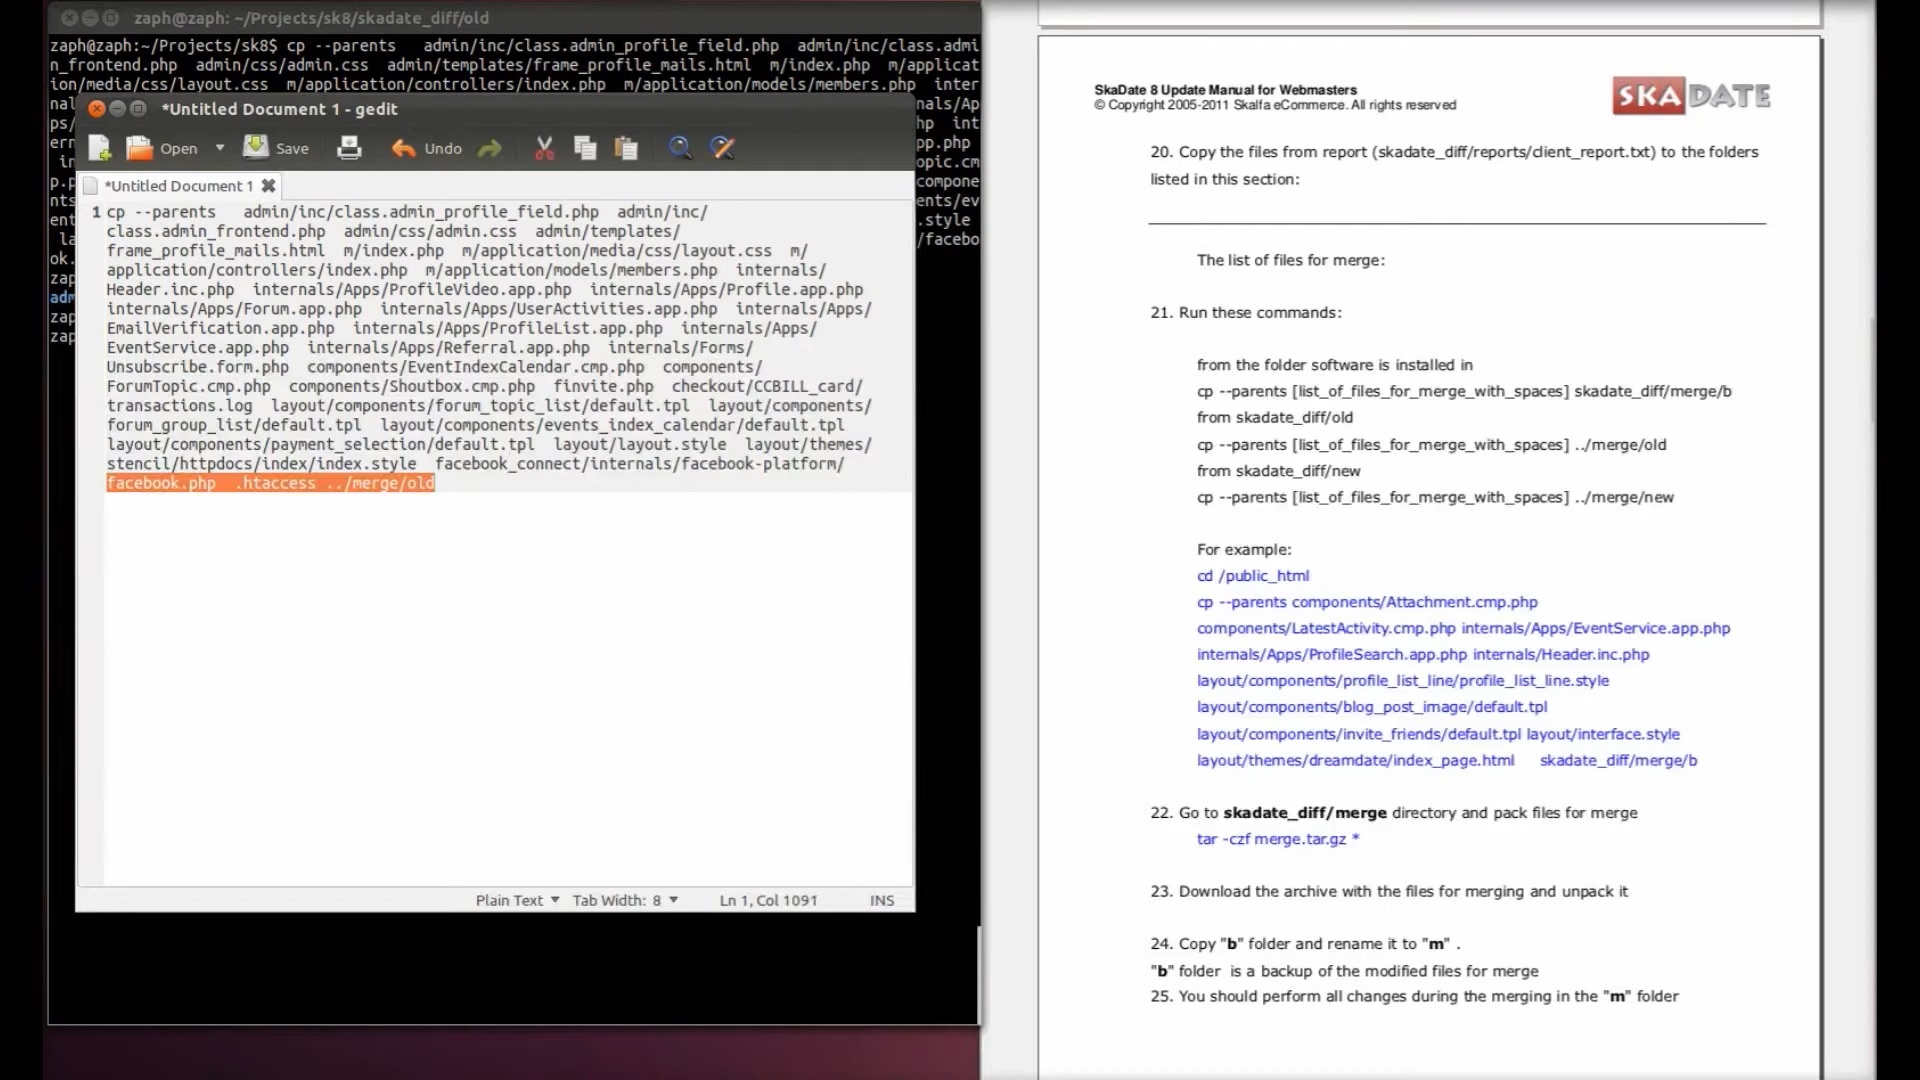 zaph@zaph: ~/Projects/sk8/skadate_diff/old
zaph@zaph:~/Projects/sk8$ cp --parents   admin/inc/class.admin_profile_field.php  admin/inc/class.admi
n_frontend.php  admin/css/admin.css  admin/templates/frame_profile_mails.html  m/index.php  m/applicat
ion/media/css/layout.css  m/application/controllers/index.php  m/application/models/members.php  inter
*Untitled Document 1 - gedit
Open
Save
Undo
*Untitled Document 1
1 cp --parents   admin/inc/class.admin_profile_field.php  admin/inc/
class.admin_frontend.php  admin/css/admin.css  admin/templates/
frame_profile_mails.html  m/index.php  m/application/media/css/layout.css  m/
application/controllers/index.php  m/application/models/members.php  internals/
Header.inc.php  internals/Apps/ProfileVideo.app.php  internals/Apps/Profile.app.php
internals/Apps/Forum.app.php  internals/Apps/UserActivities.app.php  internals/Apps/
EmailVerification.app.php  internals/Apps/ProfileList.app.php  internals/Apps/
EventService.app.php  internals/Apps/Referral.app.php  internals/Forms/
Unsubscribe.form.php  components/EventIndexCalendar.cmp.php  components/
ForumTopic.cmp.php  components/Shoutbox.cmp.php  finvite.php  checkout/CCBILL_card/
transactions.log  layout/components/forum_topic_list/default.tpl  layout/components/
forum_group_list/default.tpl  layout/components/events_index_calendar/default.tpl
layout/components/payment_selection/default.tpl  layout/layout.style  layout/themes/
stencil/httpdocs/index/index.style  facebook_connect/internals/facebook-platform/
facebook.php  .htaccess ../merge/old
Plain Text
Tab Width: 8
Ln 1, Col 1091
INS
SkaDate 8 Update Manual for Webmasters
© Copyright 2005-2011 Skalfa eCommerce. All rights reserved
SKADATE
20. Copy the files from report (skadate_diff/reports/client_report.txt) to the folders
listed in this section:
The list of files for merge:
21. Run these commands:
from the folder software is installed in
cp --parents [list_of_files_for_merge_with_spaces] skadate_diff/merge/b
from skadate_diff/old
cp --parents [list_of_files_for_merge_with_spaces] ../merge/old
from skadate_diff/new
cp --parents [list_of_files_for_merge_with_spaces] ../merge/new
For example:
cd /public_html
cp --parents components/Attachment.cmp.php
components/LatestActivity.cmp.php internals/Apps/EventService.app.php
internals/Apps/ProfileSearch.app.php internals/Header.inc.php
layout/components/profile_list_line/profile_list_line.style
layout/components/blog_post_image/default.tpl
layout/components/invite_friends/default.tpl layout/interface.style
layout/themes/dreamdate/index_page.html    skadate_diff/merge/b
22. Go to skadate_diff/merge directory and pack files for merge
tar -czf merge.tar.gz *
23. Download the archive with the files for merging and unpack it
24. Copy "b" folder and rename it to "m" .
"b" folder  is a backup of the modified files for merge
25. You should perform all changes during the merging in the "m" folder